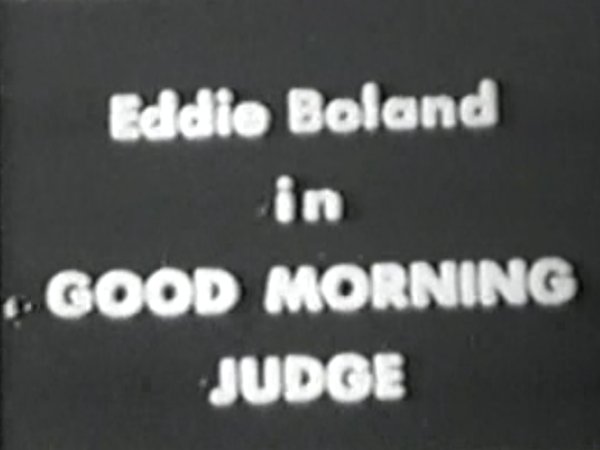 Eddie Boland
in
GOOD MORNING
JUDGE